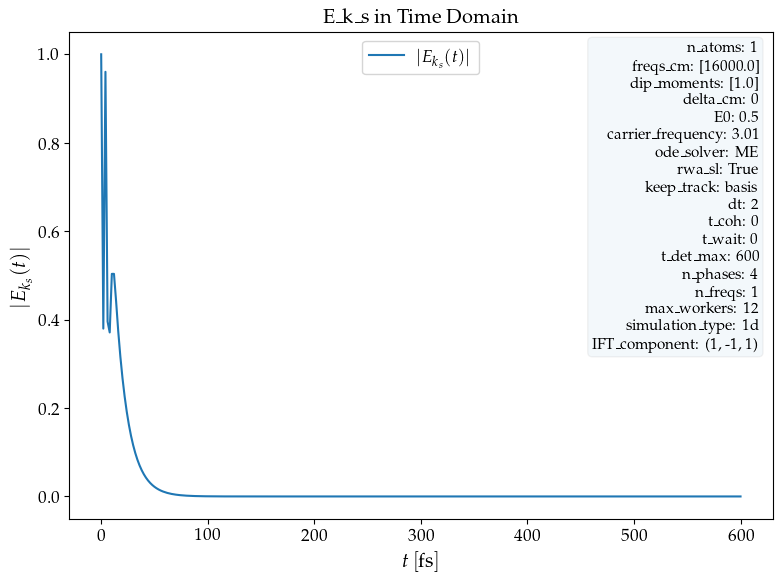 E_k_s in Time Domain
|E_{k_s}(t)|
n_atoms: 1
freqs_cm: [16000.0]
dip_moments: [1.0]
delta_cm: 0
E0: 0.5
carrier_frequency: 3.01
ode_solver: ME
rwa_sl: True
keep_track: basis
dt: 2
t_coh: 0
t_wait: 0
t_det_max: 600
n_phases: 4
n_freqs: 1
max_workers: 12
simulation_type: 1d
IFT_component: (1, -1, 1)
|E_{k_s}(t)|
1.0
0.8
0.6
0.4
0.2
0.0
0 100 200 300 400 500 600
t [fs]